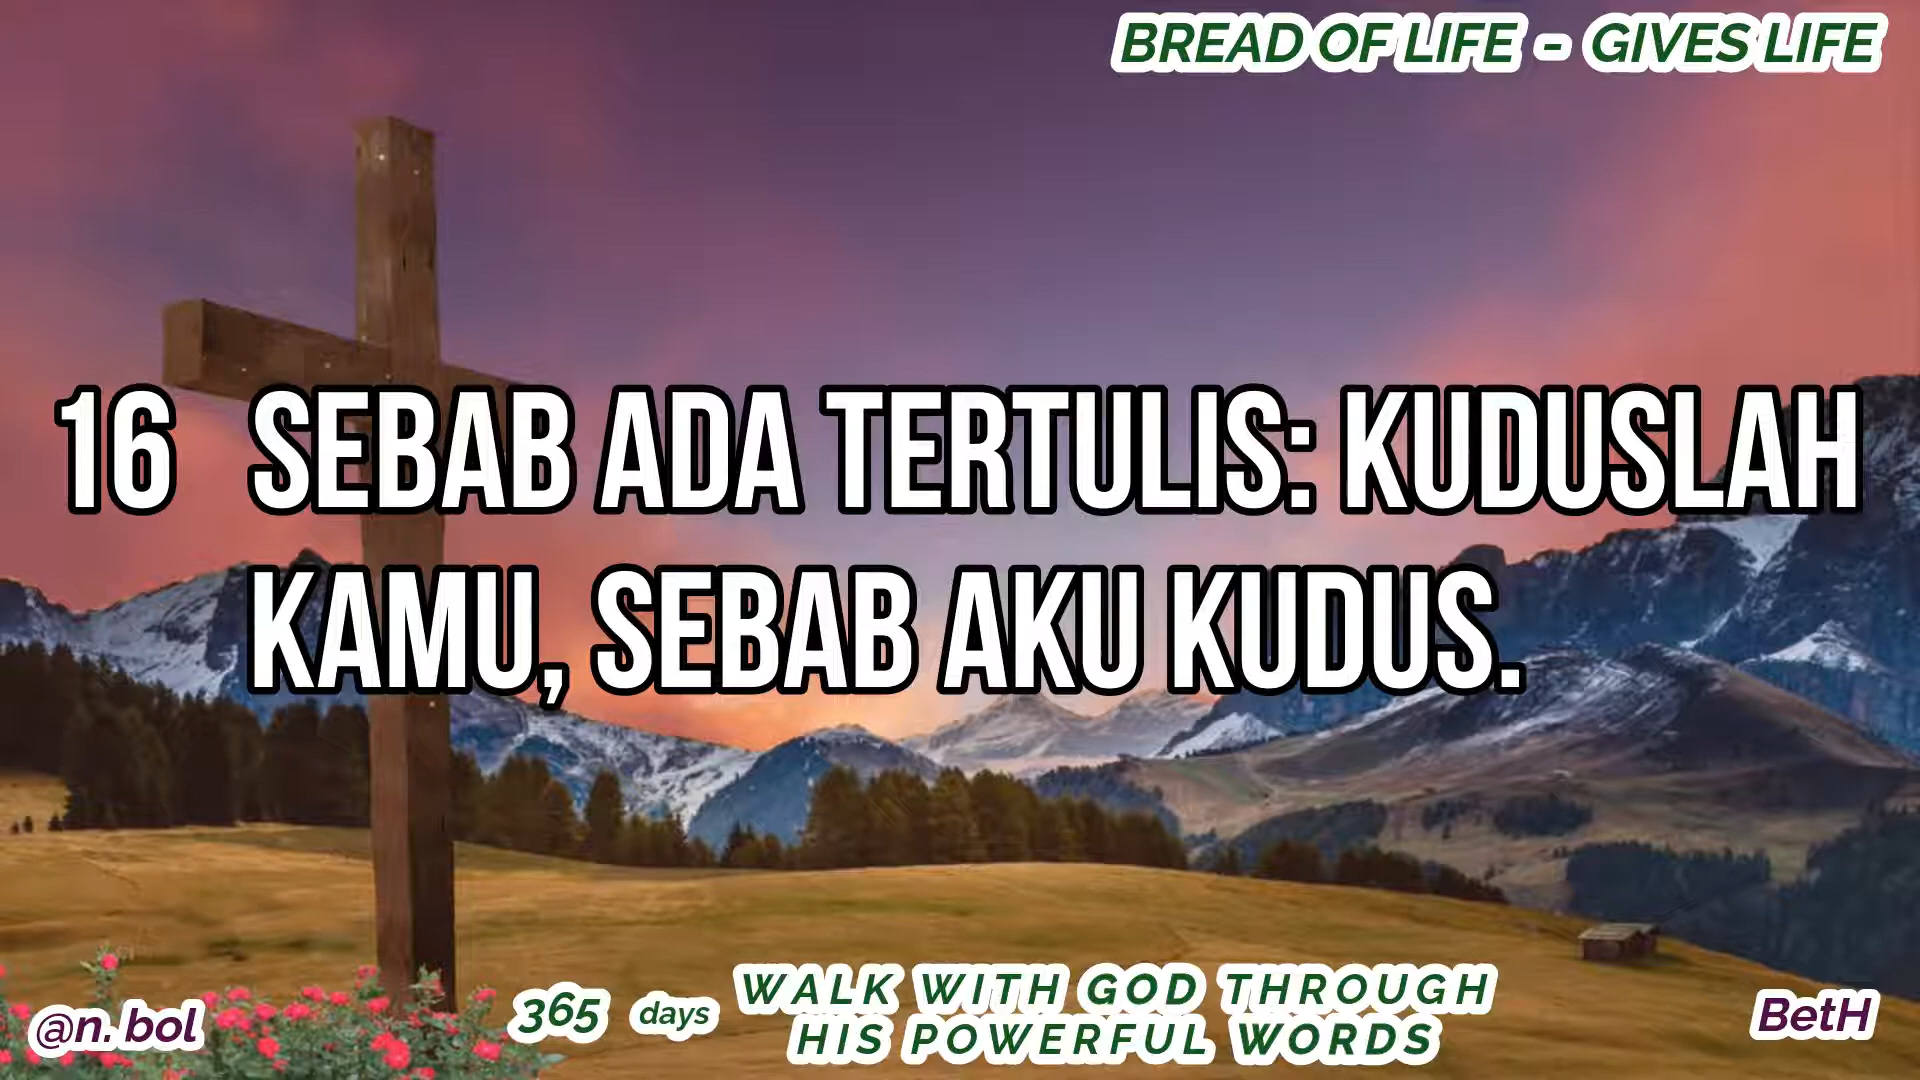 BREAD OF LIFE - GIVES LIFE
16 SEBAB ADA TERTULIS: KUDUSLAH
KAMU, SEBAB AKU KUDUS.
@n. bol
365 days
WALK WITH GOD THROUGH
HIS POWERFUL WORDS
BetH